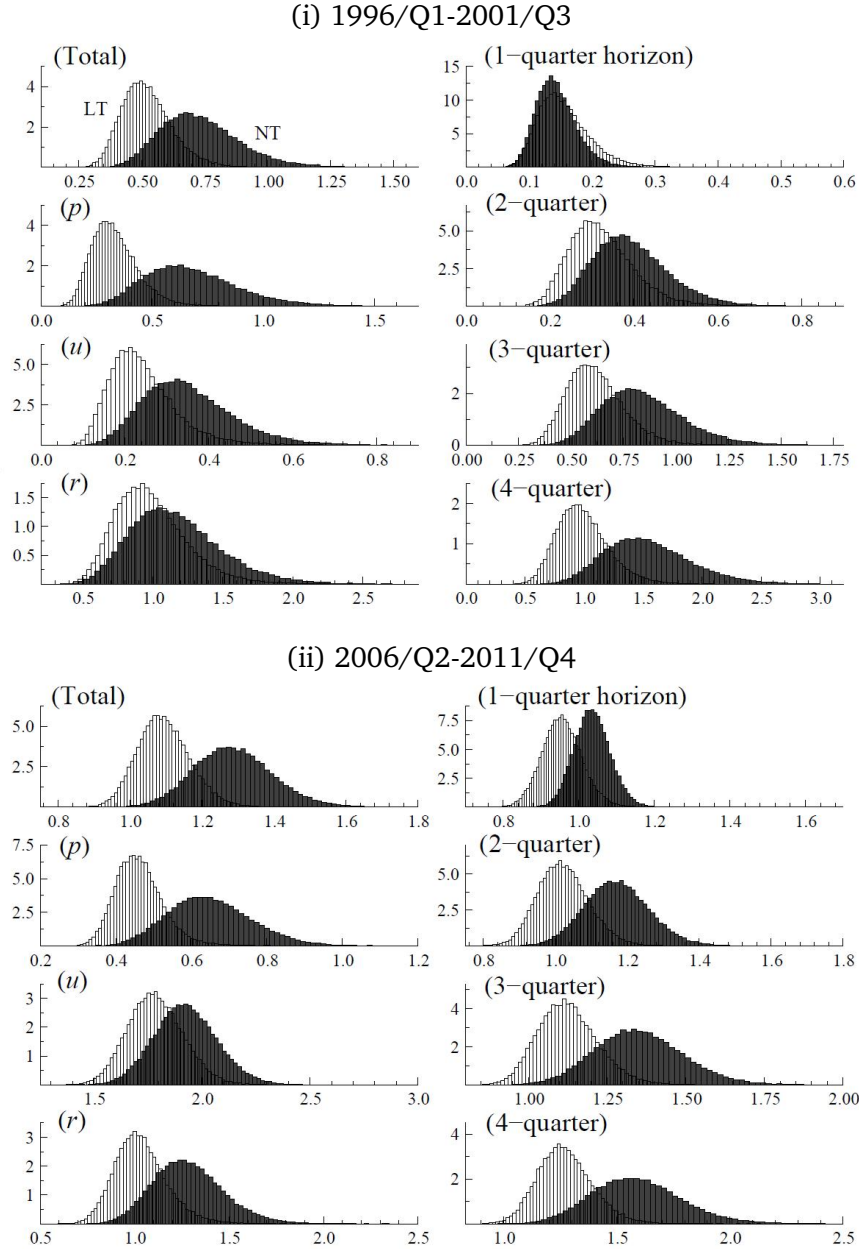 (i) 1996/Q1-2001/Q3
(Total)
LT
NT
4
2
0.25 0.50 0.75 1.00 1.25 1.50
(1−quarter horizon)
15
10
5
0.0 0.1 0.2 0.3 0.4 0.5 0.6
(p)
4
2
0.0 0.5 1.0 1.5
(2−quarter)
5.0
2.5
0.0 0.2 0.4 0.6 0.8
(u)
5.0
2.5
0.0 0.2 0.4 0.6 0.8
(3−quarter)
2
0
0.00 0.25 0.50 0.75 1.00 1.25 1.50 1.75
(r)
1.5
1.0
0.5
0.5 1.0 1.5 2.0 2.5
(4−quarter)
2
1
0.0 0.5 1.0 1.5 2.0 2.5 3.0
(ii) 2006/Q2-2011/Q4
(Total)
5.0
2.5
0.8 1.0 1.2 1.4 1.6 1.8
(1−quarter horizon)
7.5
5.0
2.5
0.8 1.0 1.2 1.4 1.6
(p)
7.5
5.0
2.5
0.2 0.4 0.6 0.8 1.0 1.2
(2−quarter)
5.0
2.5
0.8 1.0 1.2 1.4 1.6 1.8
(u)
3
2
1
1.5 2.0 2.5 3.0
(3−quarter)
4
2
1.00 1.25 1.50 1.75 2.00
(r)
3
2
1
0.5 1.0 1.5 2.0 2.5
(4−quarter)
4
2
1.0 1.5 2.0 2.5